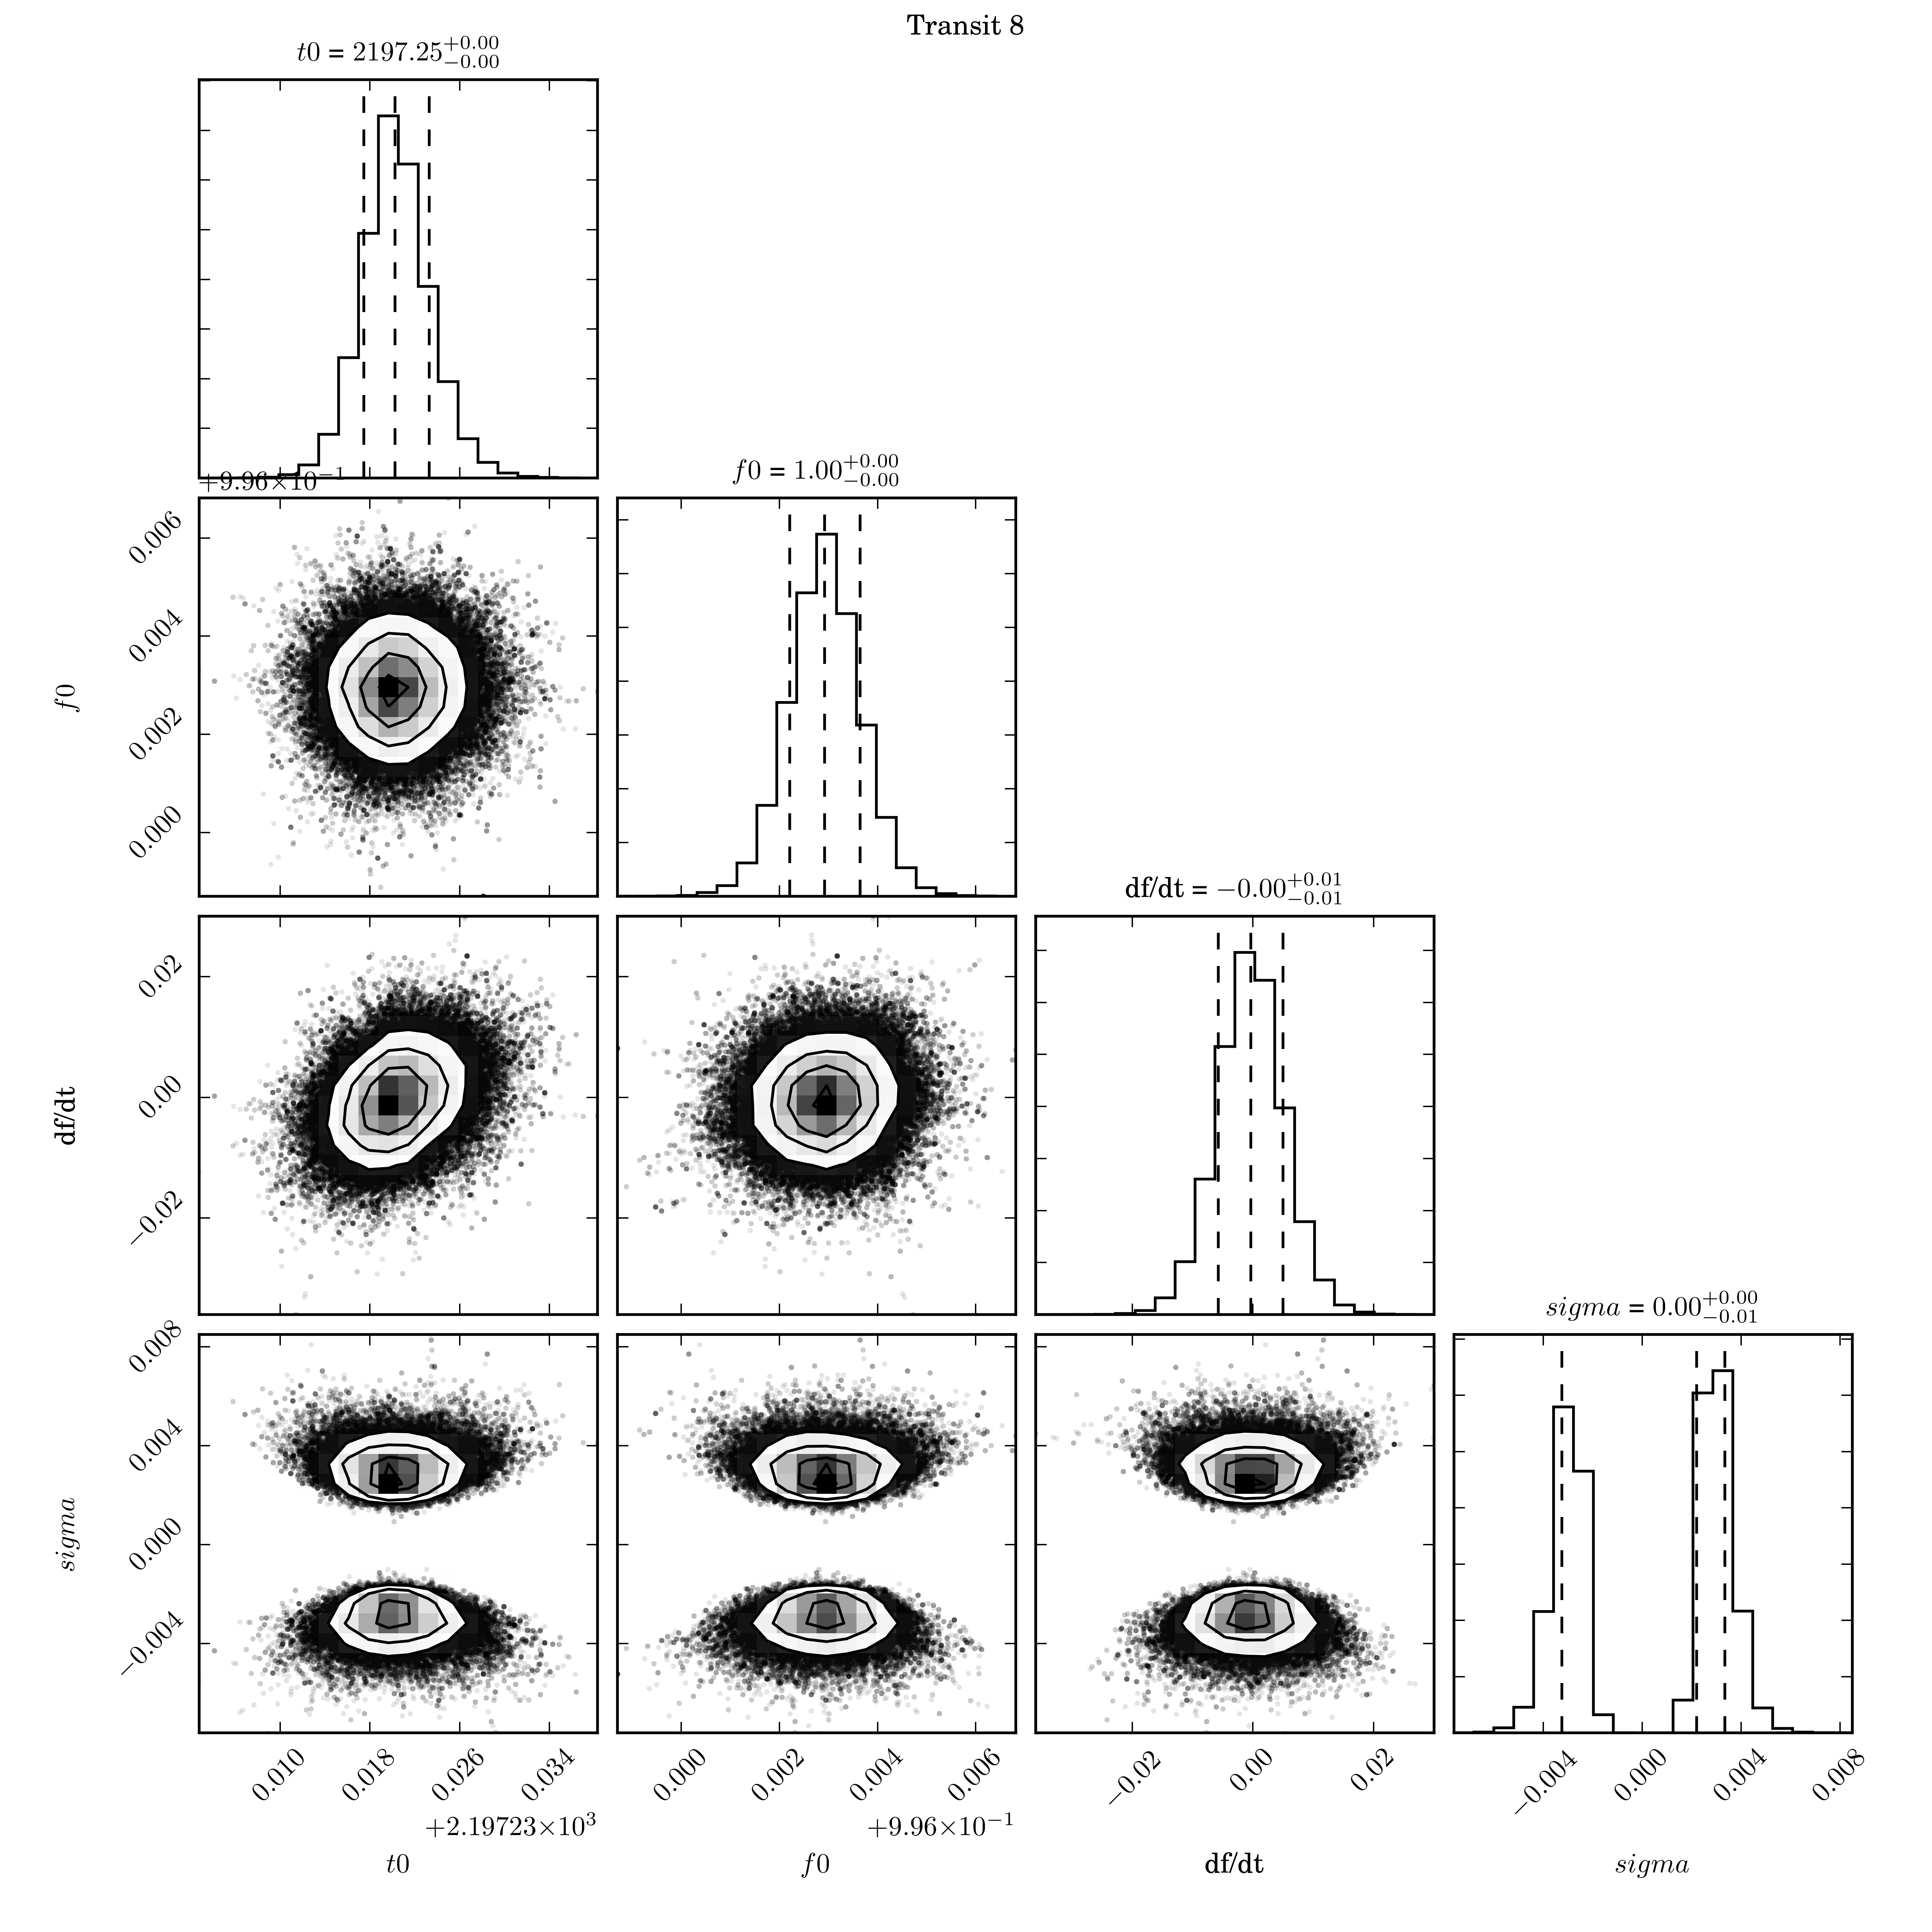 Transit 8
t0 = 2197.25+0.00 −0.00
+9.96×10−1
f0 = 1.00+0.00 −0.00
0.006
0.004
0.002
0.000
f0
df/dt = −0.00+0.01 −0.01
0.02
0.00
−0.02
df/dt
sigma = 0.00+0.00 −0.01
0.008
0.004
0.000
−0.004
sigma
0.010 0.018 0.026 0.034 0.000 0.002 0.004 0.006 −0.02 0.00 0.02 −0.004 0.000 0.004 0.008
+2.19723×103 +9.96×10−1
t0 f0 df/dt sigma